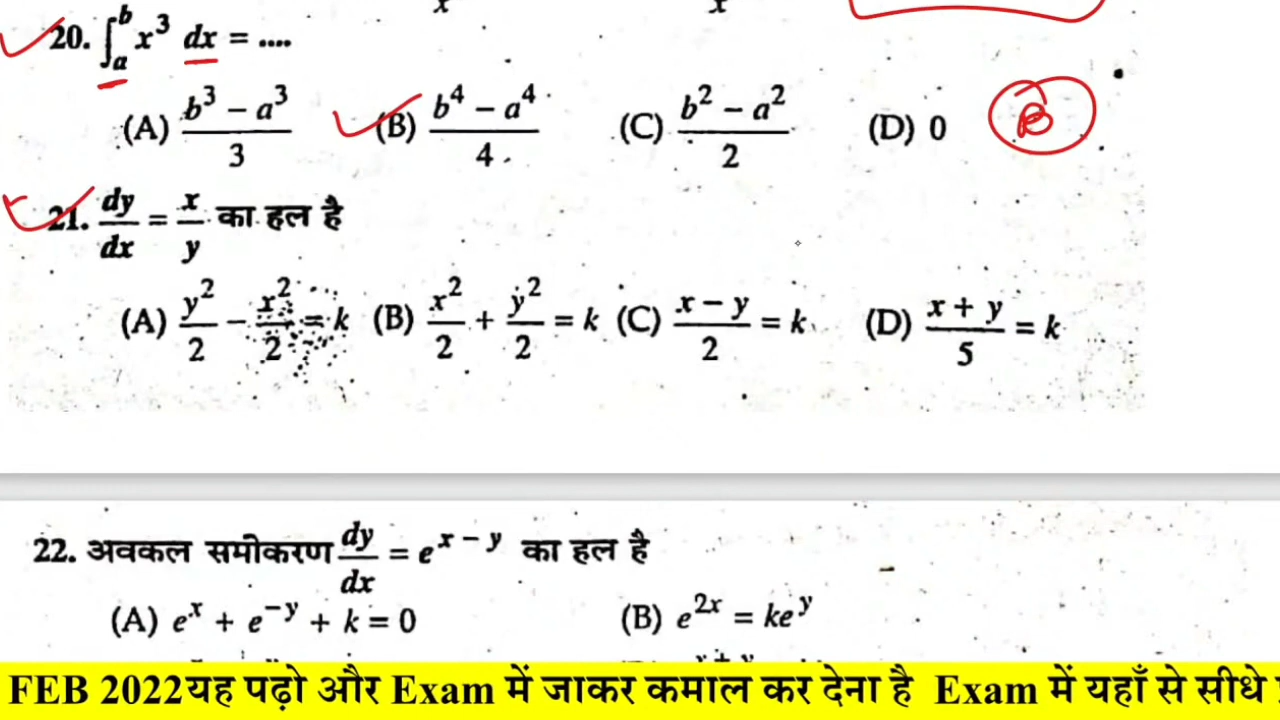 20. ∫ₐᵇ x³ dx = ....
(A) (b³ − a³)/3 (B) (b⁴ − a⁴)/4 (C) (b² − a²)/2 (D) 0 B
21. dy/dx = x/y का हल है
(A) y²/2 − x²/2 = k (B) x²/2 + y²/2 = k (C) (x − y)/2 = k (D) (x + y)/5 = k
22. अवकल समीकरण dy/dx = eˣ⁻ʸ का हल है
(A) eˣ + e⁻ʸ + k = 0 (B) e²ˣ = keʸ
FEB 2022यह पढ़ो और Exam में जाकर कमाल कर देना है Exam में यहाँ से सीधे